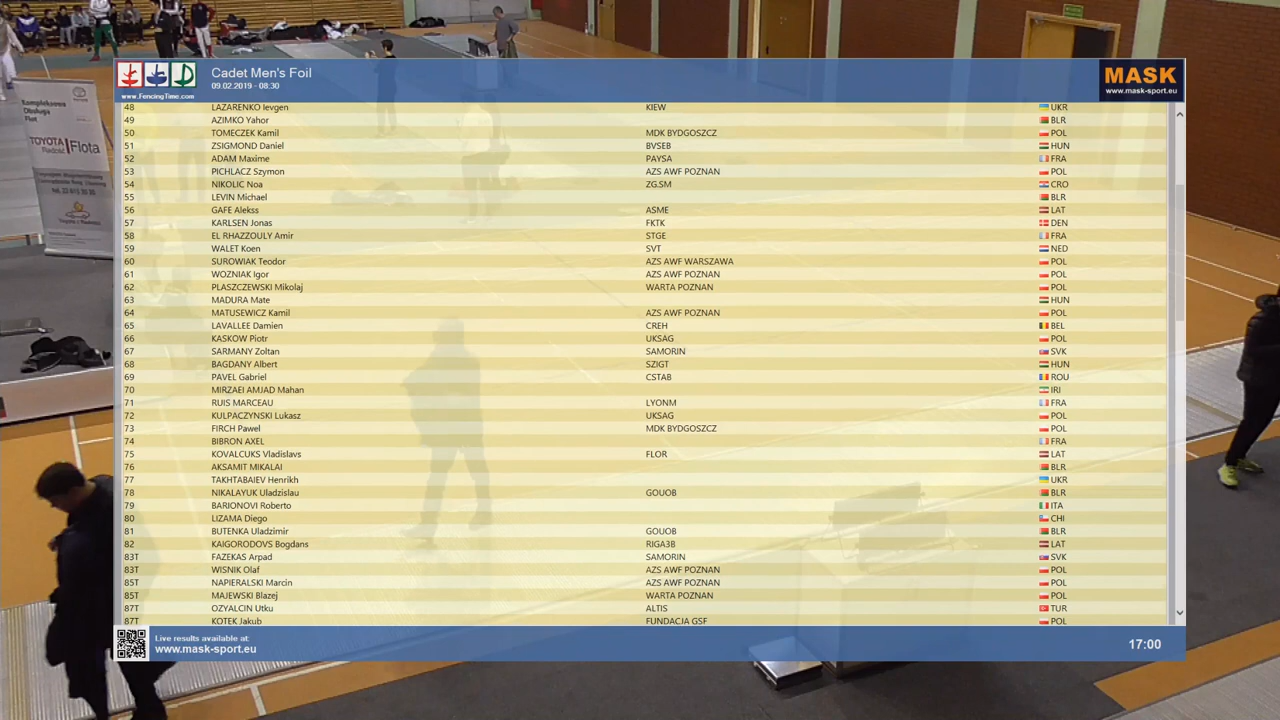 Cadet Men's Foil
09.02.2019 - 08:30
www.FencingTime.com
MASK
www.mask-sport.eu
48 LAZARENKO Ievgen KIEW UKR
49 AZIMKO Yahor BLR
50 TOMECZEK Kamil MDK BYDGOSZCZ POL
51 ZSIGMOND Daniel BVSEB HUN
52 ADAM Maxime PAYSA FRA
53 PICHLACZ Szymon AZS AWF POZNAN POL
54 NIKOLIC Noa ZG.SM CRO
55 LEVIN Michael BLR
56 GAFE Alekss ASME LAT
57 KARLSEN Jonas FKTK DEN
58 EL RHAZZOULY Amir STGE FRA
59 WALET Koen SVT NED
60 SUROWIAK Teodor AZS AWF WARSZAWA POL
61 WOZNIAK Igor AZS AWF POZNAN POL
62 PLASZCZEWSKI Mikolaj WARTA POZNAN POL
63 MADURA Mate HUN
64 MATUSEWICZ Kamil AZS AWF POZNAN POL
65 LAVALLEE Damien CREH BEL
66 KASKOW Piotr UKSAG POL
67 SARMANY Zoltan SAMORIN SVK
68 BAGDANY Albert SZIGT HUN
69 PAVEL Gabriel CSTAB ROU
70 MIRZAEI AMJAD Mahan IRI
71 RUIS MARCEAU LYONM FRA
72 KULPACZYNSKI Lukasz UKSAG POL
73 FIRCH Pawel MDK BYDGOSZCZ POL
74 BIBRON AXEL FRA
75 KOVALCUKS Vladislavs FLOR LAT
76 AKSAMIT MIKALAI BLR
77 TAKHTABAIEV Henrikh UKR
78 NIKALAYUK Uladzislau GOUOB BLR
79 BARIONOVI Roberto ITA
80 LIZAMA Diego CHI
81 BUTENKA Uladzimir GOUOB BLR
82 KAIGORODVS Bogdans RIGA3B LAT
83T FAZEKAS Arpad SAMORIN SVK
83T WISNIK Olaf AZS AWF POZNAN POL
85T NAPIERALSKI Marcin AZS AWF POZNAN POL
85T MAJEWSKI Blazej WARTA POZNAN POL
87T OZYALCIN Utku ALTIS TUR
87T KOTEK Jakub FUNDACJA GSF POL
Live results available at:
www.mask-sport.eu
17:00
Kompleksowa
Obsługa
Flot
TOYOTA
Flota